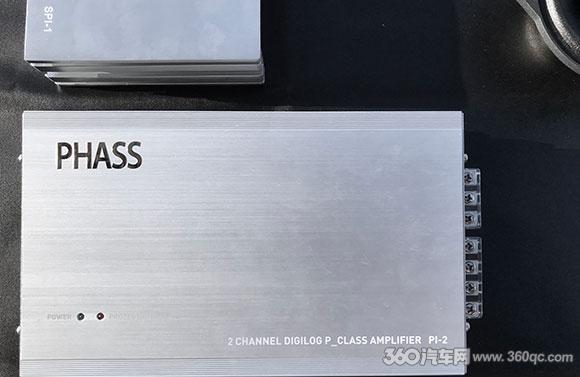 SPI-1
PHASS
POWER PROTECT
2 CHANNEL DIGILOG P_CLASS AMPLIFIER PI-2
360汽车网 www.360qc.com